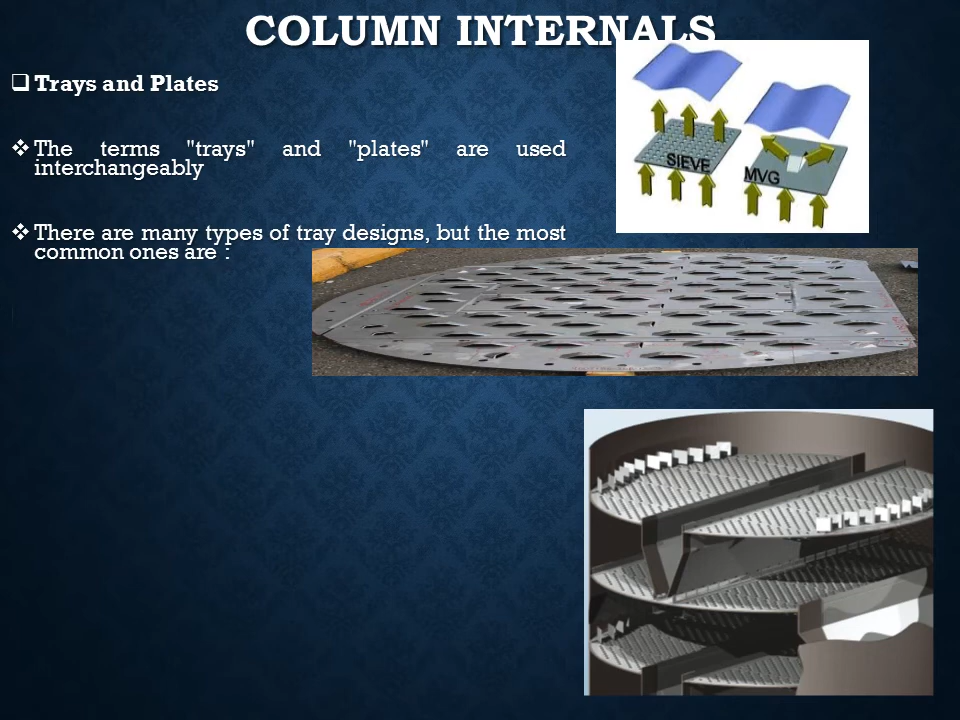 COLUMN INTERNALS
Trays and Plates
The terms "trays" and "plates" are used
interchangeably
There are many types of tray designs, but the most
common ones are :
SIEVE
MVG